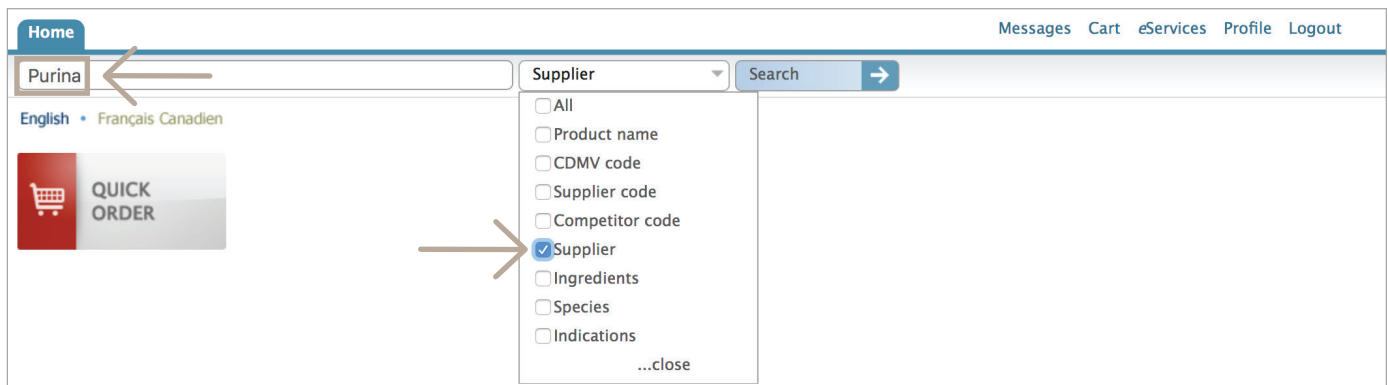 Home
Messages Cart eServices Profile Logout
Purina
Supplier
Search
English • Français Canadien
All
Product name
CDMV code
Supplier code
Competitor code
Supplier
Ingredients
Species
Indications
...close
QUICK
ORDER